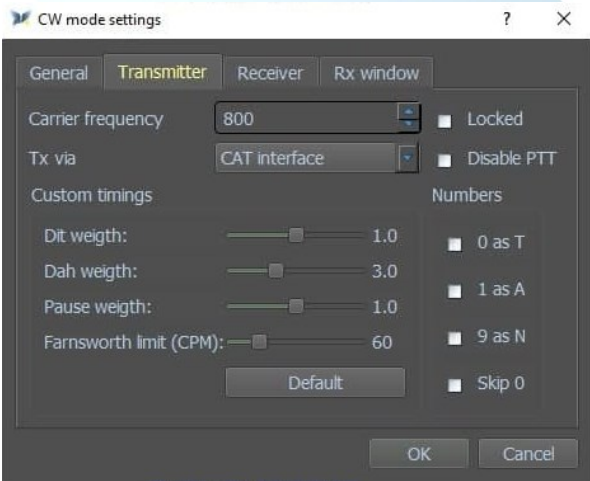 CW mode settings ?
General Transmitter Receiver Rx window
Carrier frequency 800 Locked
Tx via CAT interface Disable PTT
Custom timings Numbers
Dit weigth: 1.0 0 as T
Dah weigth: 3.0 1 as A
Pause weigth: 1.0 9 as N
Farnsworth limit (CPM): 60 Skip 0
Default
OK Cancel